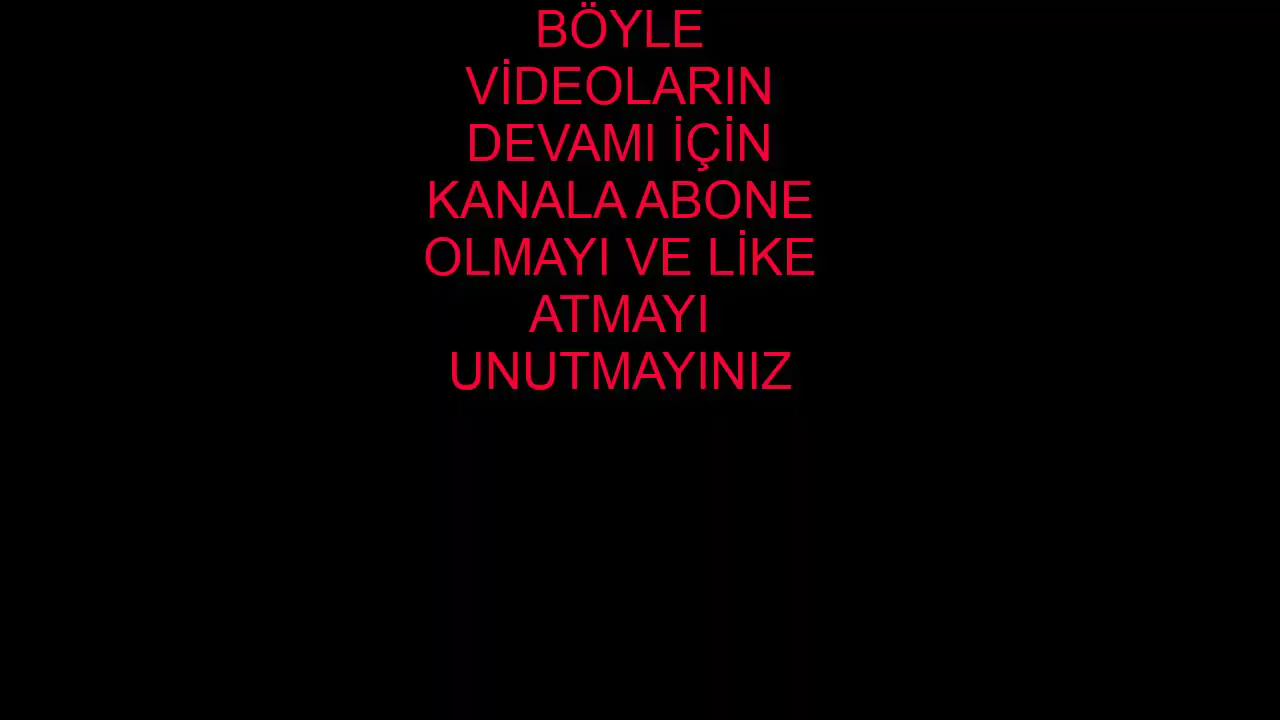 BÖYLE
VİDEOLARIN
DEVAMI İÇİN
KANALA ABONE
OLMAYI VE LİKE
ATMAYI
UNUTMAYINIZ